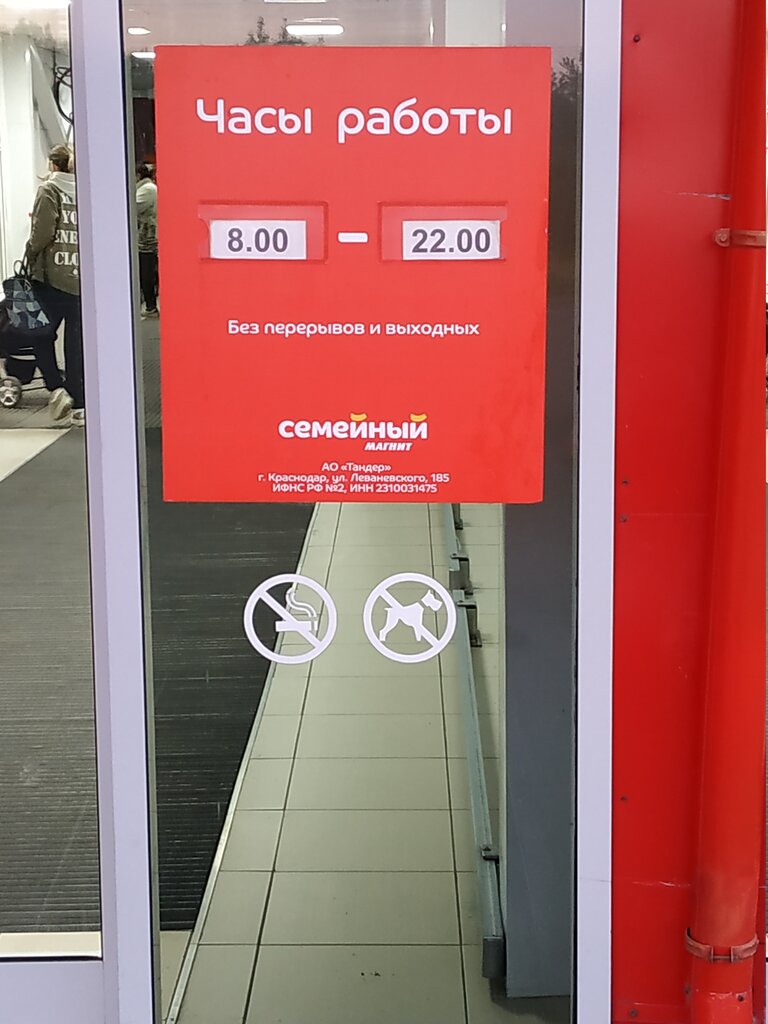 Часы работы
8.00 – 22.00
Без перерывов и выходных
семейный
МАГНИТ
АО «Тандер»
г. Краснодар, ул. Леваневского, 185
ИФНС РФ №2, ИНН 2310031475